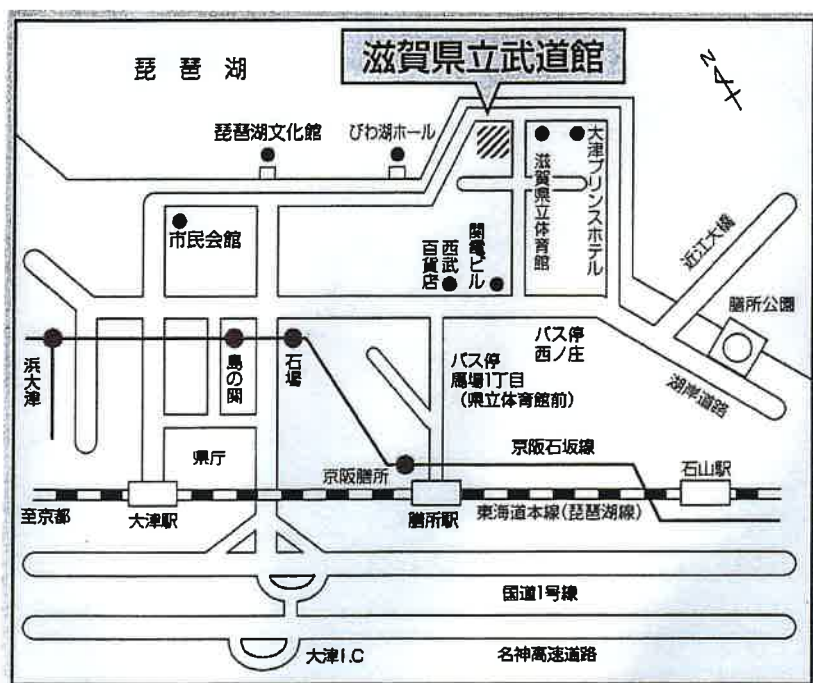 滋賀県立武道館
琵琶湖
N
琵琶湖文化館
びわ湖ホール
滋賀県立体育館
大津プリンスホテル
市民会館
西武
百貨店
関電ビル
近江大橋
膳所公園
浜大津
島の関
石場
バス停
西ノ庄
バス停
馬場1丁目
(県立体育館前)
湖岸道路
県庁
京阪膳所
京阪石坂線
石山駅
至京都
大津駅
膳所駅
東海道本線(琵琶湖線)
国道1号線
大津I.C
名神高速道路